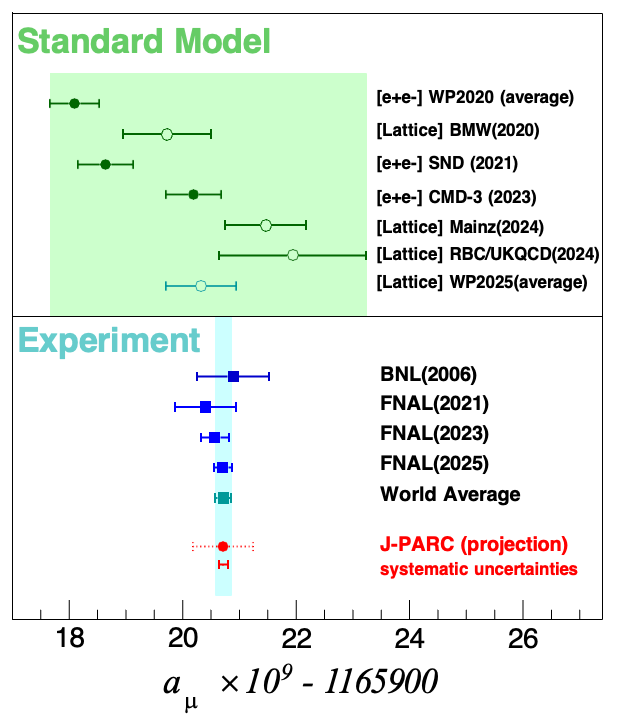 Standard Model
[e+e-] WP2020 (average)
[Lattice] BMW(2020)
[e+e-] SND (2021)
[e+e-] CMD-3 (2023)
[Lattice] Mainz(2024)
[Lattice] RBC/UKQCD(2024)
[Lattice] WP2025(average)
Experiment
BNL(2006)
FNAL(2021)
FNAL(2023)
FNAL(2025)
World Average
J-PARC (projection)
systematic uncertainties
18 20 22 24 26
aμ ×10⁹ - 1165900